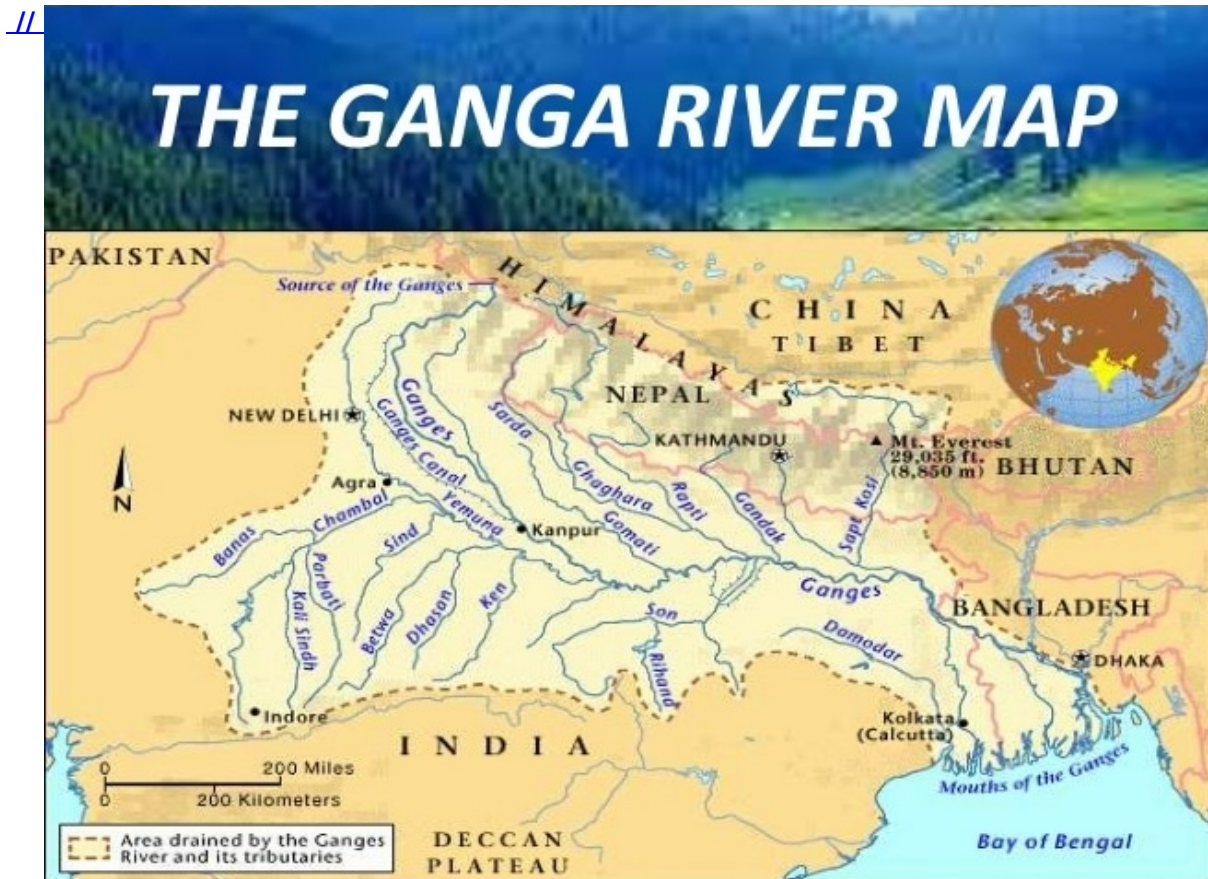 //
THE GANGA RIVER MAP
PAKISTAN
Source of the Ganges
HIMALAYAS
CHINA
TIBET
NEPAL
NEW DELHI
Ganges
Ganges Canal
Sarda
KATHMANDU
Mt. Everest
29,035 ft.
(8,850 m)
BHUTAN
N
Agra
Chambal
Yemuna
Ghaghara
Rapti
Gandak
Sapt Kosi
Banas
Sind
Kanpur
Gomati
Parbati
Kali Sindh
Betwa
Dhasan
Ken
Son
Ganges
BANGLADESH
Rihand
Damodar
DHAKA
Indore
Kolkata
(Calcutta)
INDIA
Mouths of the Ganges
0 200 Miles
0 200 Kilometers
Area drained by the Ganges
River and its tributaries
DECCAN
PLATEAU
Bay of Bengal